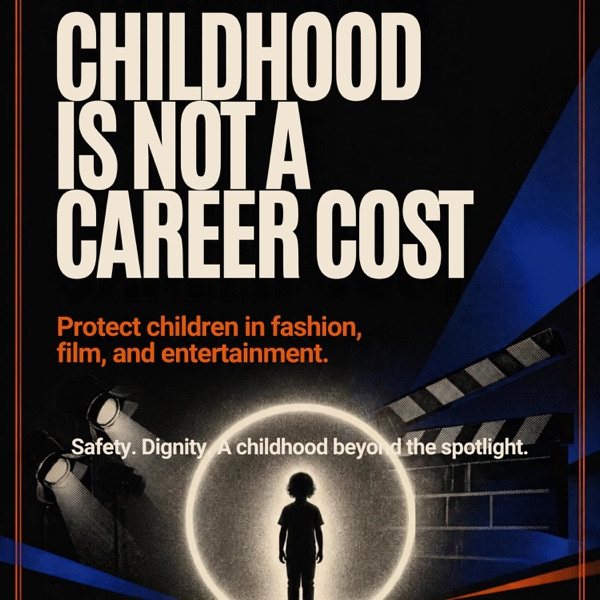 CHILDHOOD
IS NOT A
CAREER COST
Protect children in fashion,
film, and entertainment.
Safety. Dignity. A childhood beyond the spotlight.